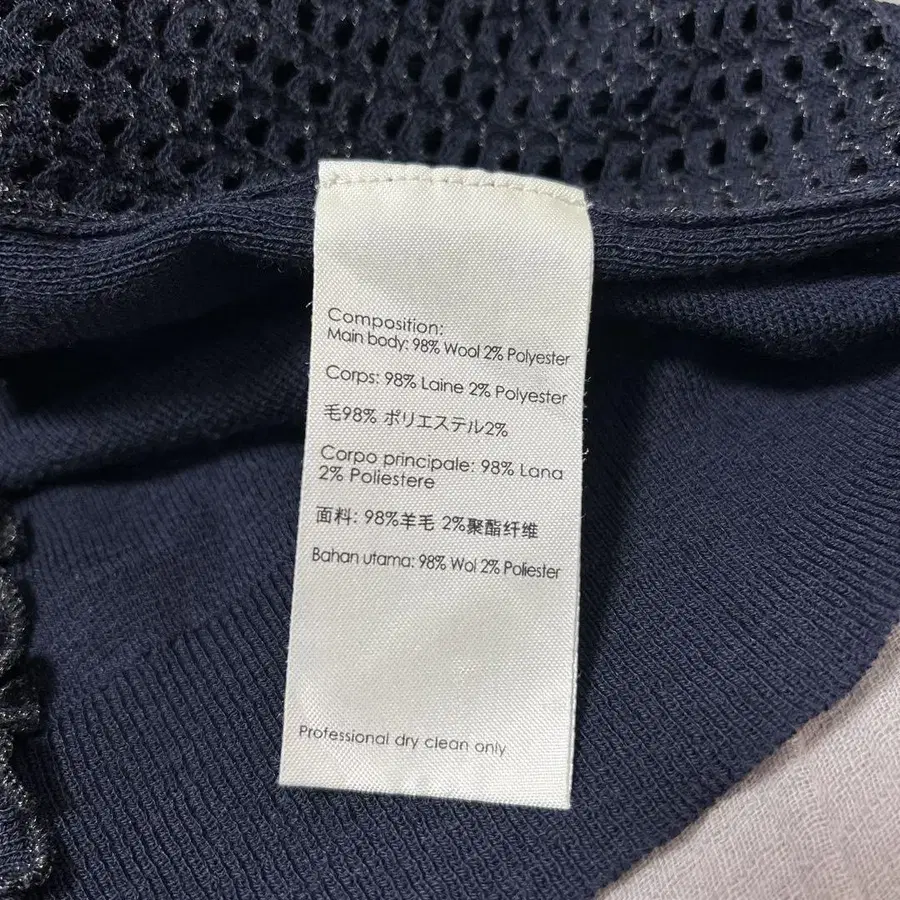 Composition:
Main body: 98% Wool 2% Polyester
Corps: 98% Laine 2% Polyester
毛98% ポリエステル2%
Corpo principale: 98% Lana
2% Poliestere
面料: 98%羊毛 2%聚酯纤维
Bahan utama: 98% Wol 2% Poliester
Professional dry clean only